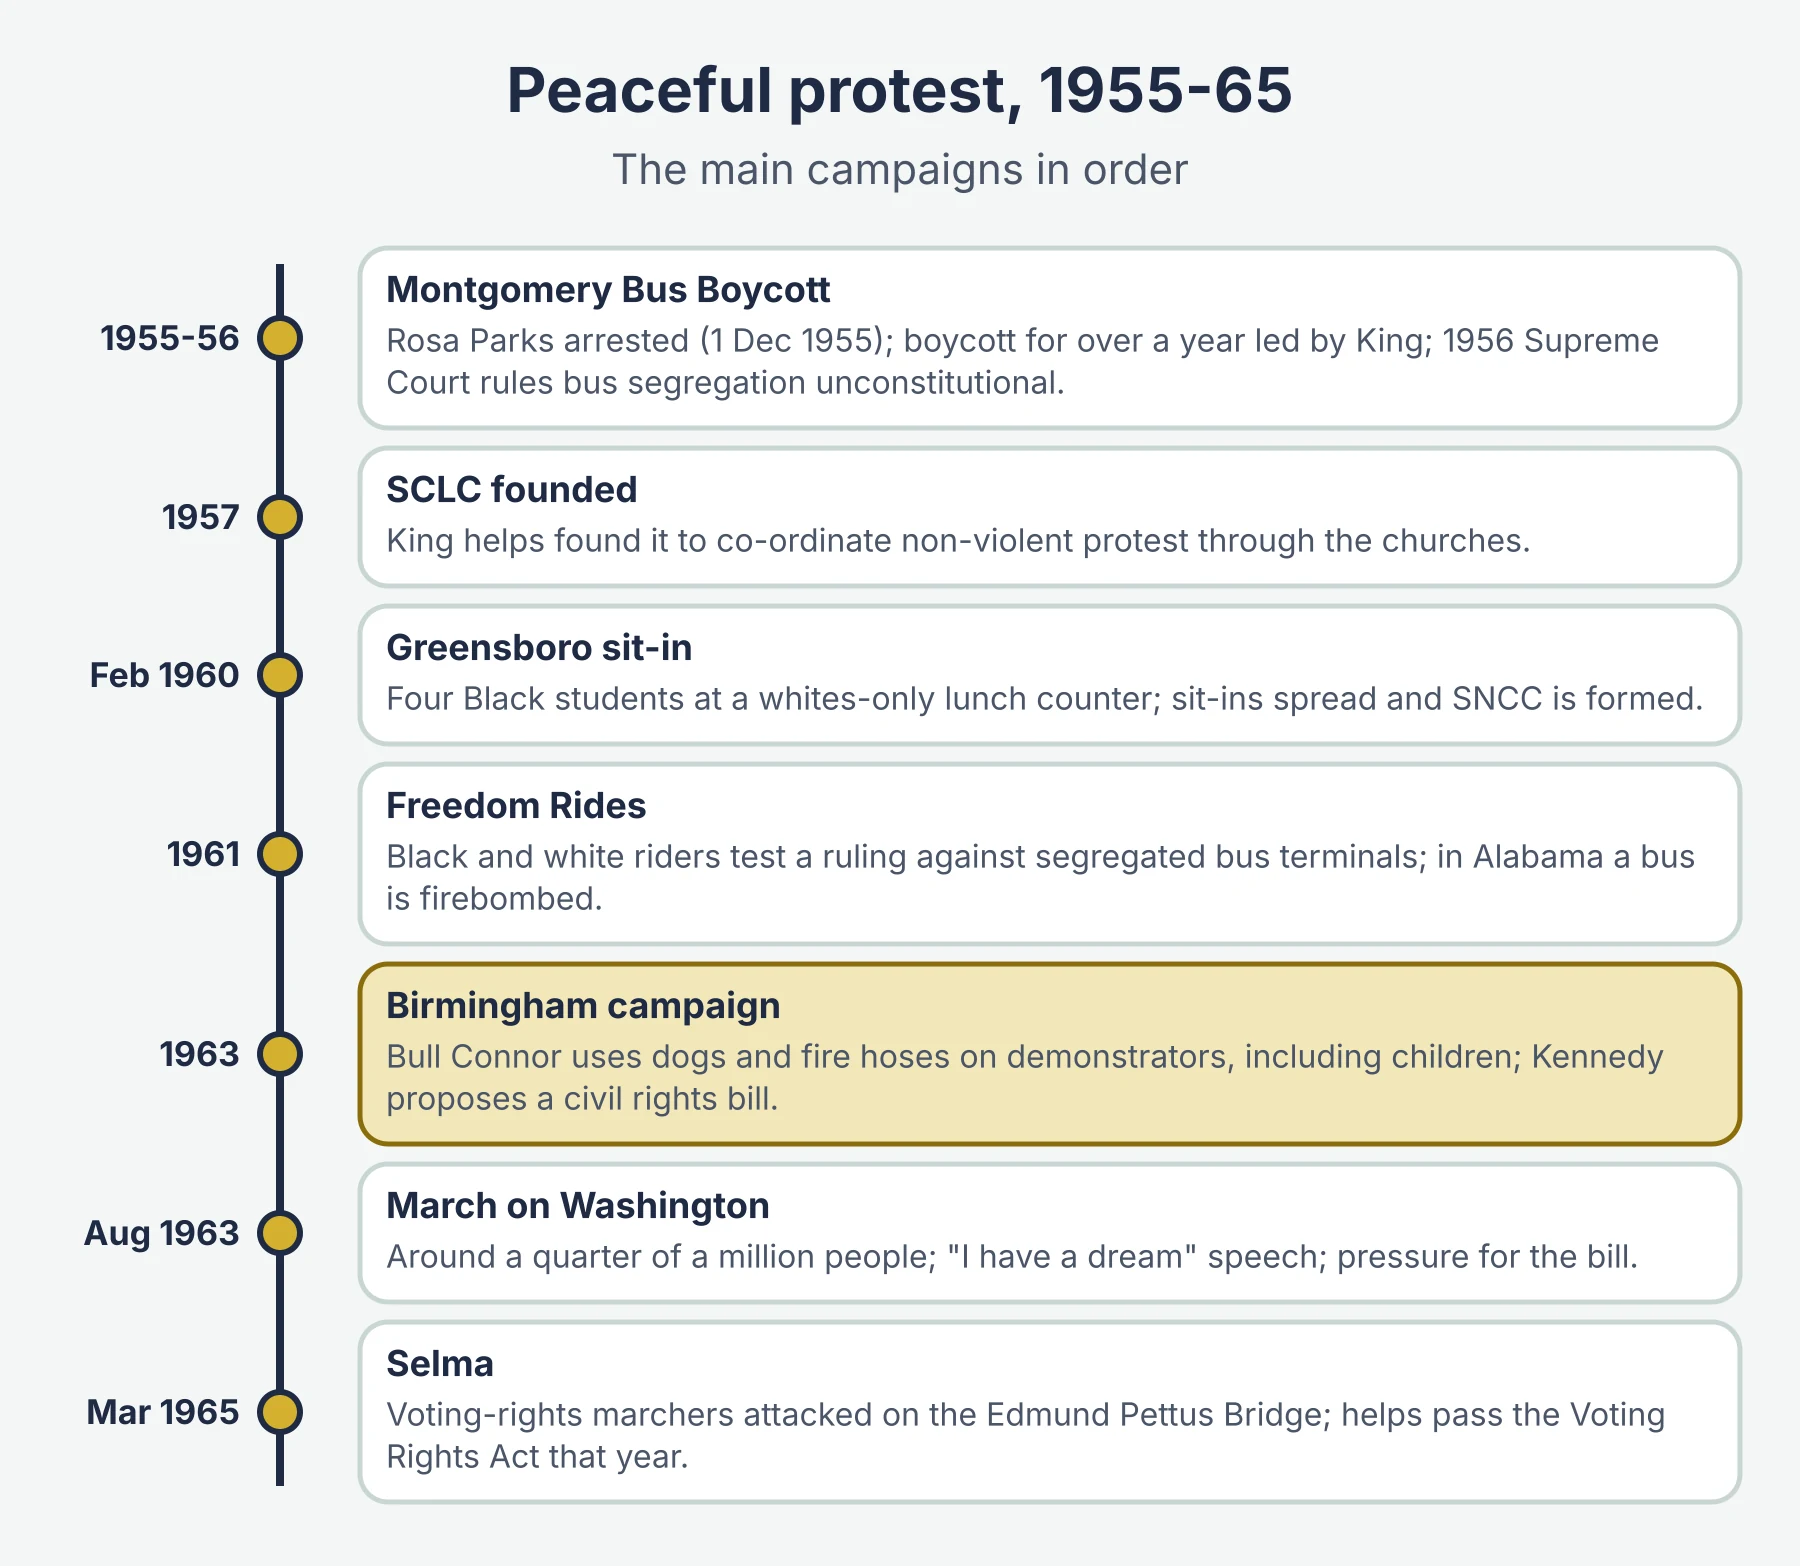 Peaceful protest, 1955-65
The main campaigns in order
1955-56
Montgomery Bus Boycott
Rosa Parks arrested (1 Dec 1955); boycott for over a year led by King; 1956 Supreme
Court rules bus segregation unconstitutional.
1957
SCLC founded
King helps found it to co-ordinate non-violent protest through the churches.
Feb 1960
Greensboro sit-in
Four Black students at a whites-only lunch counter; sit-ins spread and SNCC is formed.
1961
Freedom Rides
Black and white riders test a ruling against segregated bus terminals; in Alabama a bus
is firebombed.
1963
Birmingham campaign
Bull Connor uses dogs and fire hoses on demonstrators, including children; Kennedy
proposes a civil rights bill.
Aug 1963
March on Washington
Around a quarter of a million people; "I have a dream" speech; pressure for the bill.
Mar 1965
Selma
Voting-rights marchers attacked on the Edmund Pettus Bridge; helps pass the Voting
Rights Act that year.